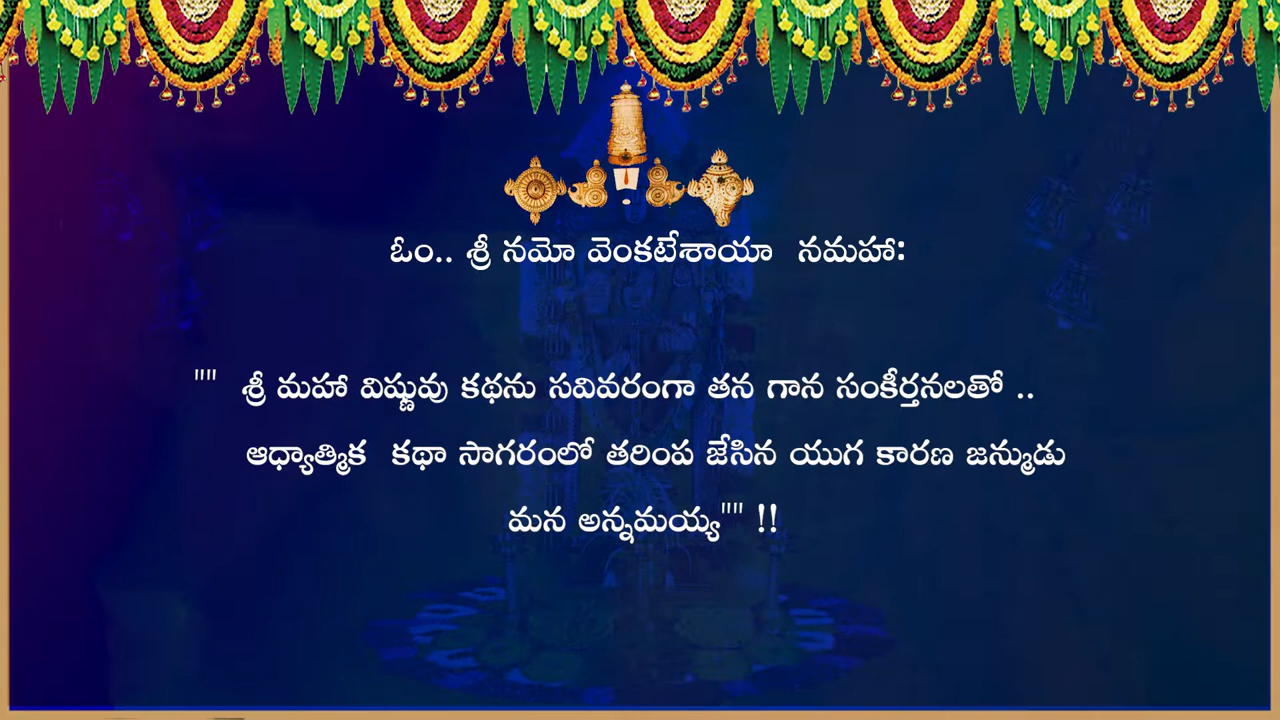 ఓం.. శ్రీ నమో వెంకటేశాయా నమహాః
"" శ్రీ మహా విష్ణువు కథను సవివరంగా తన గాన సంకీర్తనలతో ..
ఆధ్యాత్మిక కథా సాగరంలో తరింప జేసిన యుగ కారణ జన్ముడు
మన అన్నమయ్య"" !!